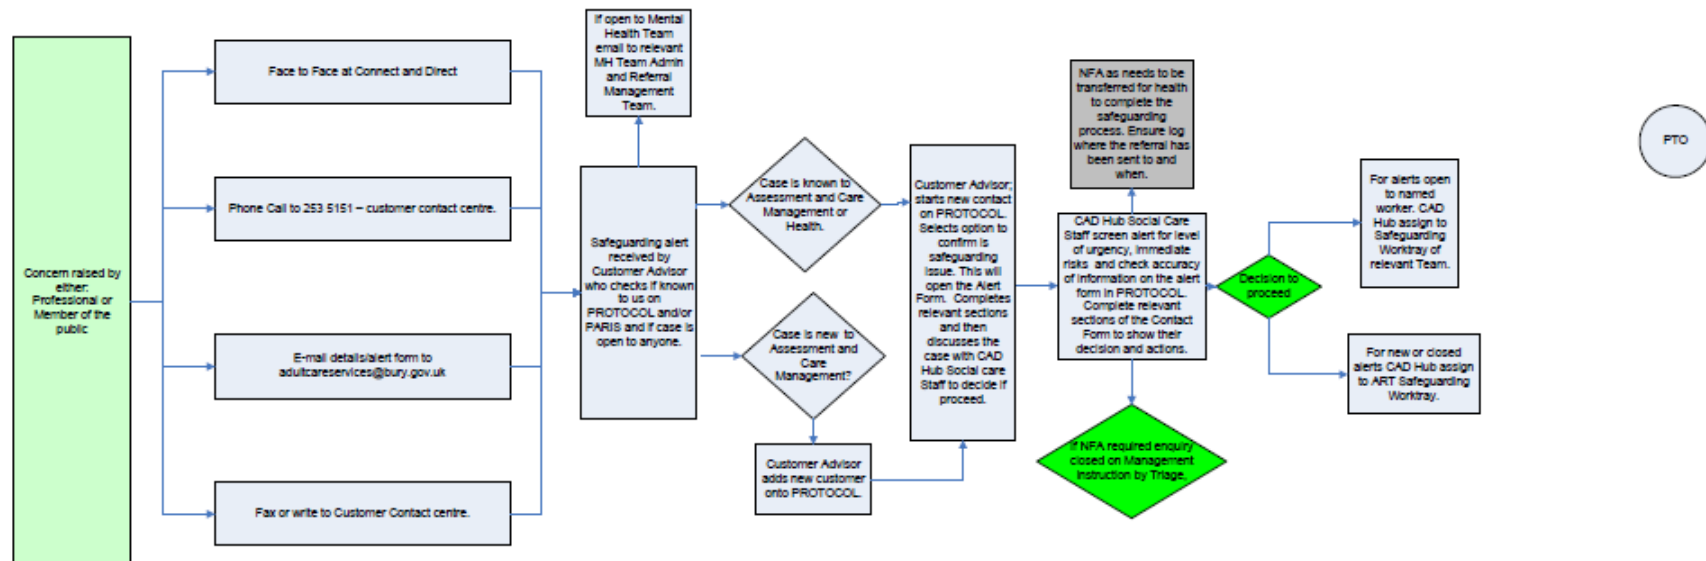 Concern raised by
either:
Professional or
Member of the
public
Face to Face at Connect and Direct
Phone Call to 253 5151 – customer contact centre.
E-mail details/alert form to
adultcareservices@bury.gov.uk
Fax or write to Customer Contact centre.
If open to Mental
Health Team
email to relevant
MH Team Admin
and Referral
Management
Team.
Safeguarding alert
received by
Customer Advisor
who checks if known
to us on
PROTOCOL and/or
PARIS and if case is
open to anyone.
Case is known to
Assessment and Care
Management or
Health.
Case is new to
Assessment and
Care
Management?
Customer Advisor
adds new customer
onto PROTOCOL.
Customer Advisor;
starts new contact
on PROTOCOL.
Selects option to
confirm is
safeguarding
issue. This will
open the Alert
Form. Completes
relevant sections
and then
discusses the
case with CAD
Hub Social care
Staff to decide if
proceed.
NFA as needs to be
transferred for health
to complete the
safeguarding
process. Ensure log
where the referral has
been sent to and
when.
CAD Hub Social Care
Staff screen alert for level
of urgency, immediate
risks and check accuracy
of information on the alert
form in PROTOCOL.
Complete relevant
sections of the Contact
Form to show their
decision and actions.
If NFA required enquiry
closed on Management
Instruction by Triage,
Decision to
proceed
For alerts open
to named
worker. CAD
Hub assign to
Safeguarding
Worktray of
relevant Team.
For new or closed
alerts CAD Hub assign
to ART Safeguarding
Worktray.
PTO